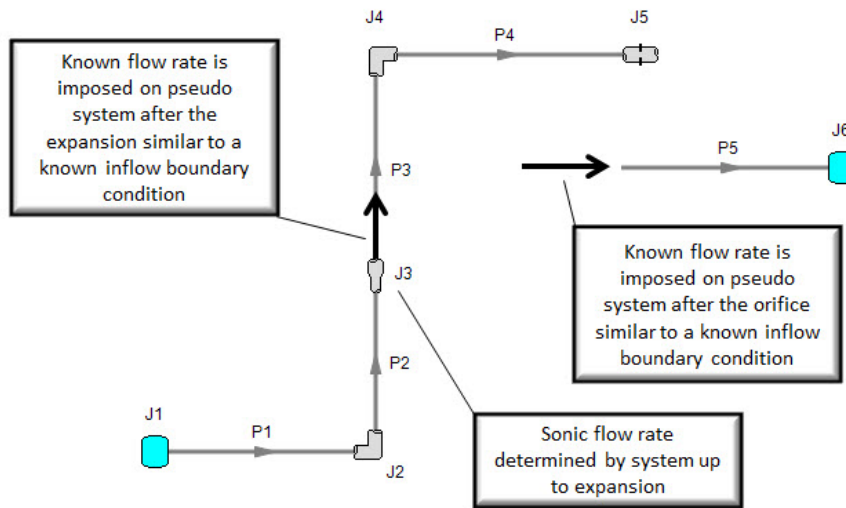 J4
J5
P4
Known flow rate is
imposed on pseudo
system after the
expansion similar to a
known inflow boundary
condition
J6
P5
P3
Known flow rate is
imposed on pseudo
system after the orifice
similar to a known inflow
boundary condition
J3
P2
J1
P1
J2
Sonic flow rate
determined by system up
to expansion